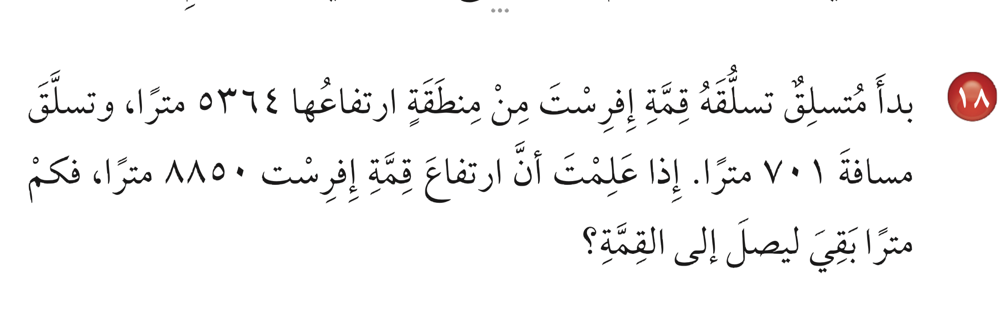 ١٨ بدأَ مُتسلِقٌ تسلُّقَهُ قِمَّةِ إِفرِسْتَ مِنْ مِنطَقَةٍ ارتفاعُها ٥٣٦٤ مترًا، وتسلَّقَ
مسافةَ ٧٠١ مترًا. إِذا عَلِمْتَ أنَّ ارتفاعَ قِمَّةِ إِفرِسْت ٨٨٥٠ مترًا، فكمْ
مترًا بَقِيَ ليصلَ إلى القِمَّةِ؟